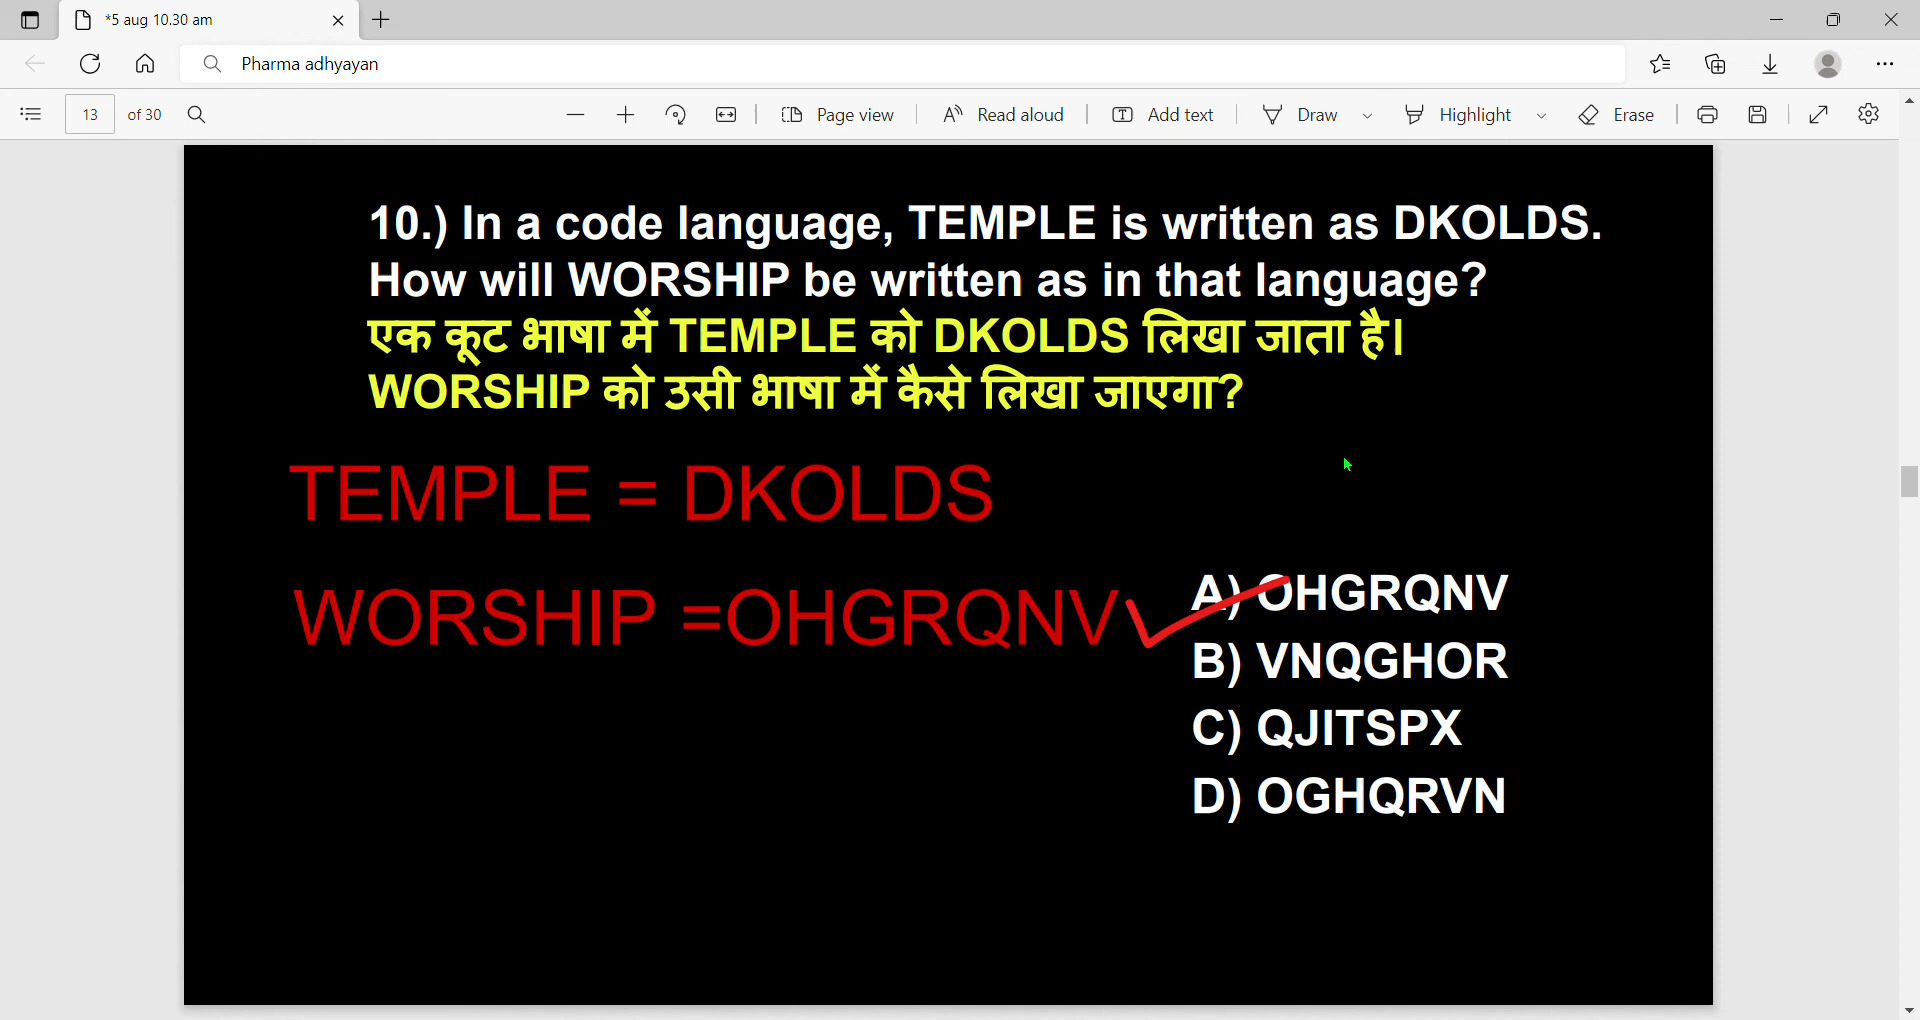 *5 aug 10.30 am
Pharma adhyayan
13 of 30
Page view
Read aloud
Add text
Draw
Highlight
Erase
10.) In a code language, TEMPLE is written as DKOLDS.
How will WORSHIP be written as in that language?
एक कूट भाषा में TEMPLE को DKOLDS लिखा जाता है।
WORSHIP को उसी भाषा में कैसे लिखा जाएगा?
TEMPLE = DKOLDS
WORSHIP =OHGRQNV
A) OHGRQNV
B) VNQGHOR
C) QJITSPX
D) OGHQRVN